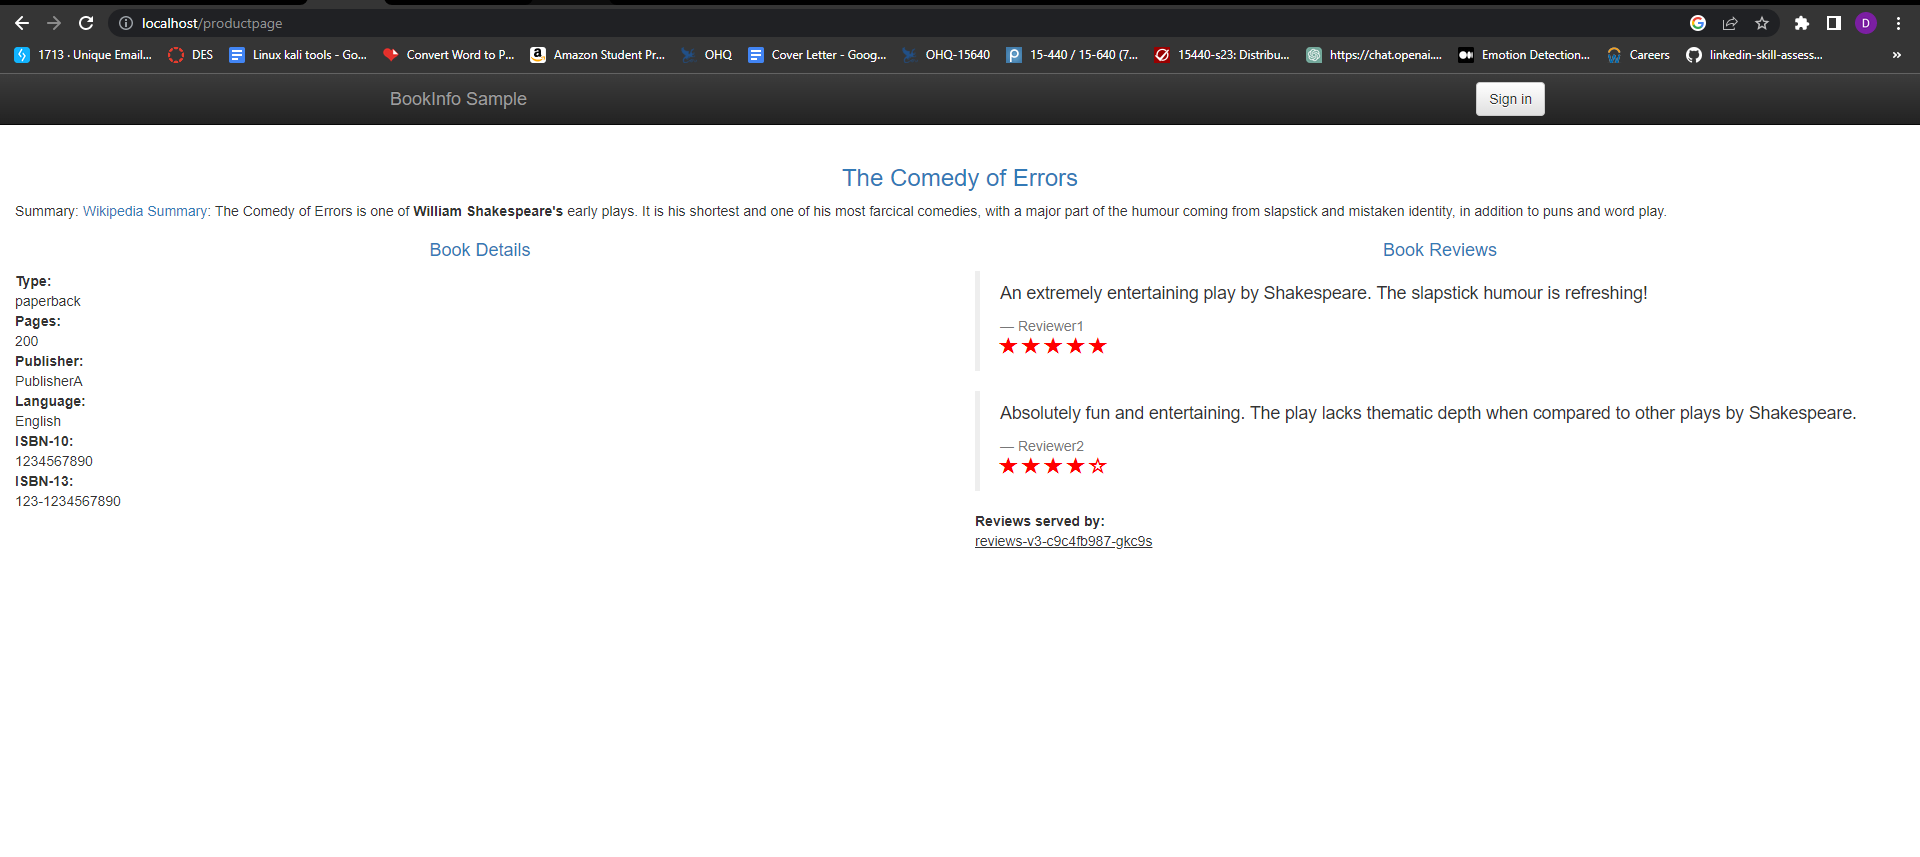 localhost/productpage
D
1713 · Unique Email... DES Linux kali tools - Go... Convert Word to P... Amazon Student Pr... OHQ Cover Letter - Goog... OHQ-15640 15-440 / 15-640 (7... 15440-s23: Distribu... https://chat.openai.... Emotion Detection... Careers linkedin-skill-assess... »
BookInfo Sample Sign in
The Comedy of Errors
Summary: Wikipedia Summary: The Comedy of Errors is one of William Shakespeare's early plays. It is his shortest and one of his most farcical comedies, with a major part of the humour coming from slapstick and mistaken identity, in addition to puns and word play.
Book Details
Type:
paperback
Pages:
200
Publisher:
PublisherA
Language:
English
ISBN-10:
1234567890
ISBN-13:
123-1234567890
Book Reviews
An extremely entertaining play by Shakespeare. The slapstick humour is refreshing!
— Reviewer1
Absolutely fun and entertaining. The play lacks thematic depth when compared to other plays by Shakespeare.
— Reviewer2
Reviews served by:
reviews-v3-c9c4fb987-gkc9s